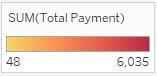 SUM(Total Payment)
48 6,035